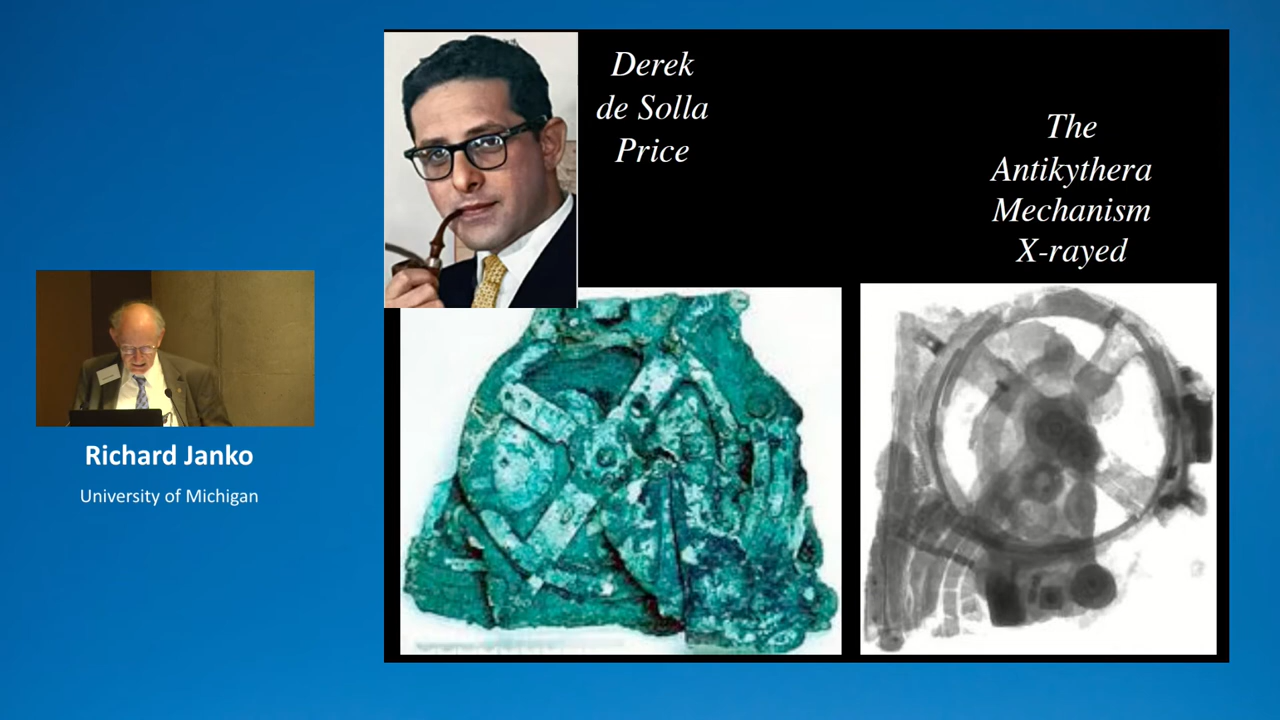 Derek
de Solla
Price
The
Antikythera
Mechanism
X-rayed
Richard Janko
University of Michigan